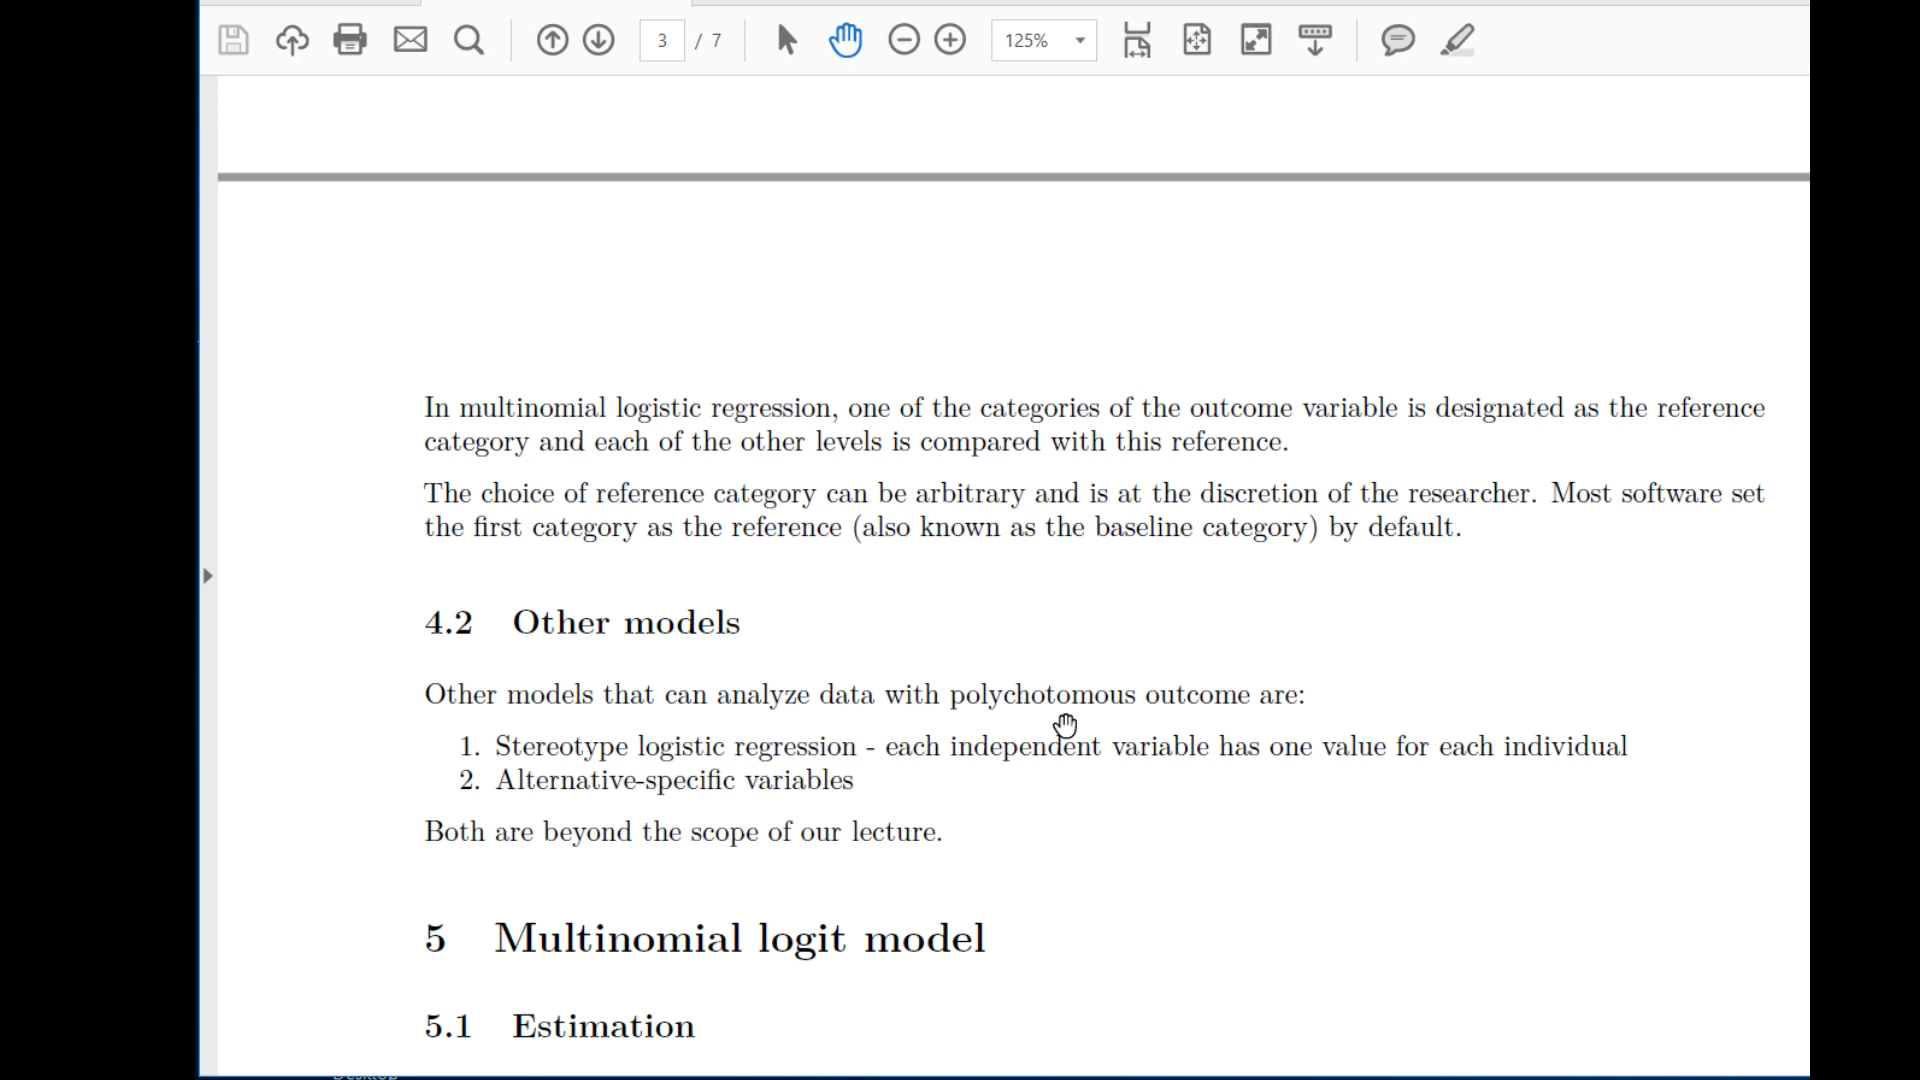 3 / 7 125%
In multinomial logistic regression, one of the categories of the outcome variable is designated as the reference
category and each of the other levels is compared with this reference.
The choice of reference category can be arbitrary and is at the discretion of the researcher. Most software set
the first category as the reference (also known as the baseline category) by default.
4.2 Other models
Other models that can analyze data with polychotomous outcome are:
1. Stereotype logistic regression - each independent variable has one value for each individual
2. Alternative-specific variables
Both are beyond the scope of our lecture.
5 Multinomial logit model
5.1 Estimation